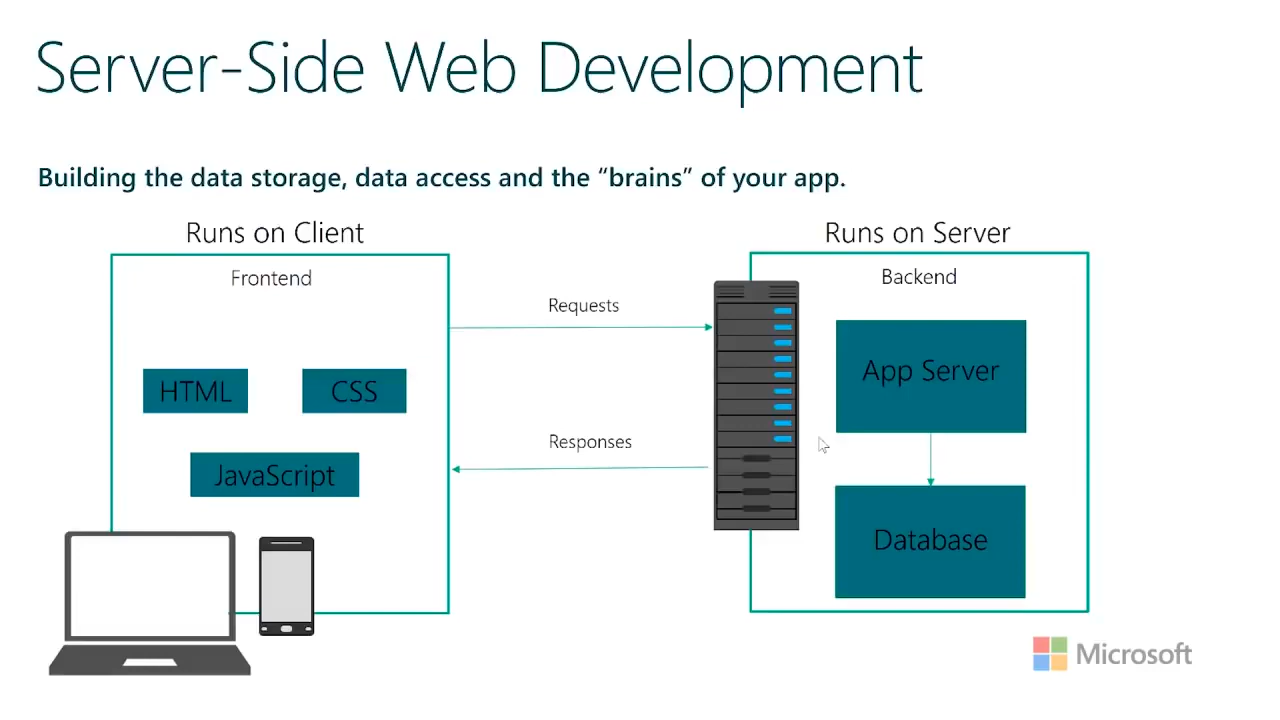 Server-Side Web Development
Building the data storage, data access and the “brains” of your app.
Runs on Client
Frontend
HTML
CSS
JavaScript
Requests
Responses
Runs on Server
Backend
App Server
Database
Microsoft